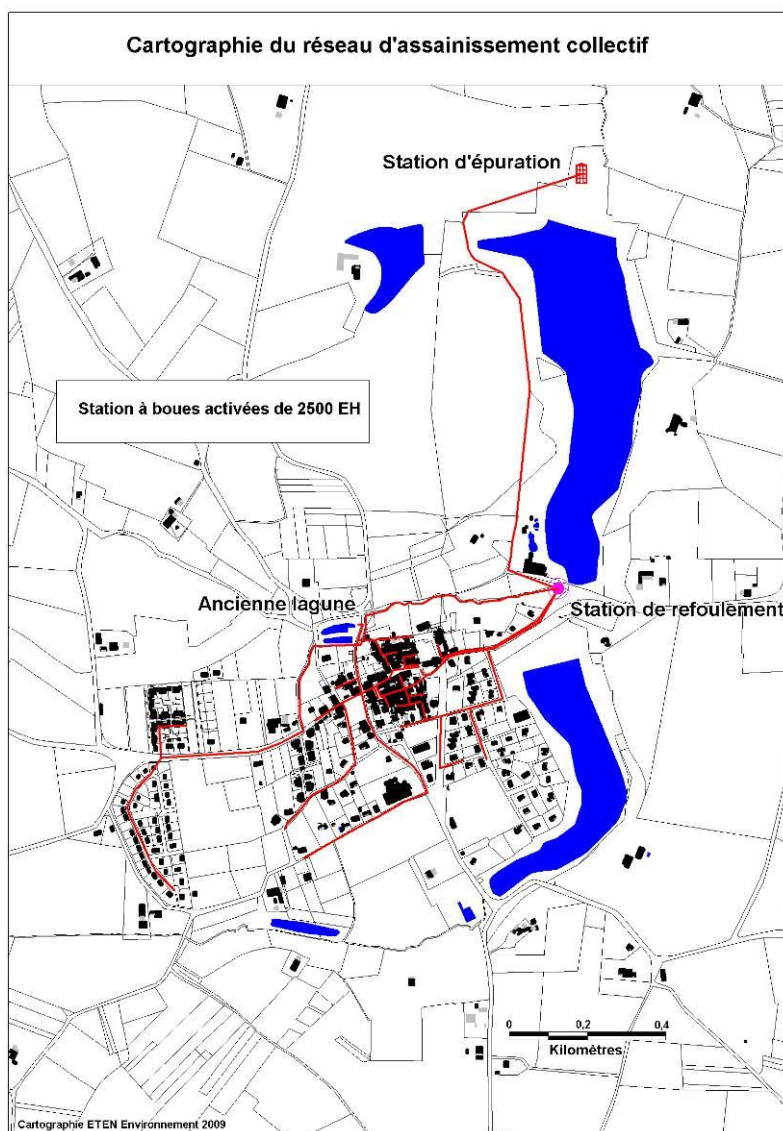 Cartographie du réseau d'assainissement collectif
Station d'épuration
Station à boues activées de 2500 EH
Ancienne lagune
Station de refoulement
0 0,2 0,4
Kilomètres
Cartographie ETEN Environnement 2009